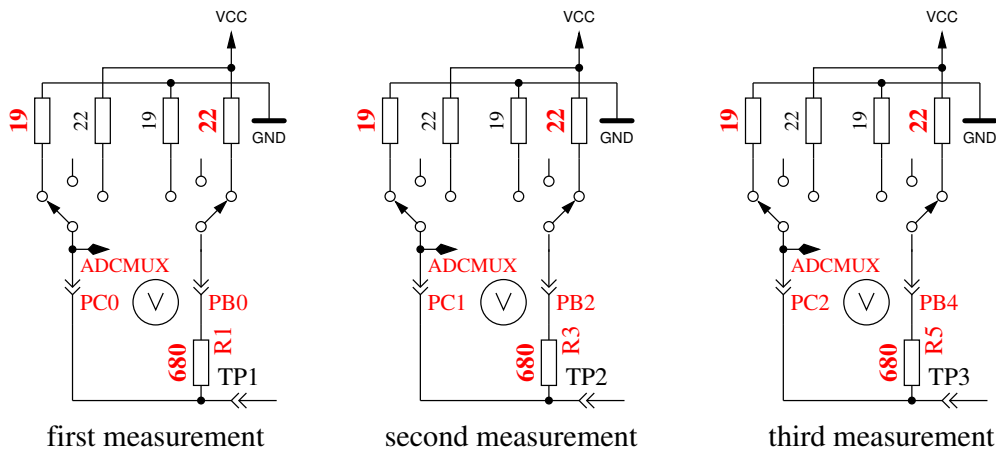 VCC
19
22
19
22
GND
ADCMUX
PC0
V
PB0
R1
680
TP1
first measurement
VCC
19
22
19
22
GND
ADCMUX
PC1
V
PB2
R3
680
TP2
second measurement
VCC
19
22
19
22
GND
ADCMUX
PC2
V
PB4
R5
680
TP3
third measurement